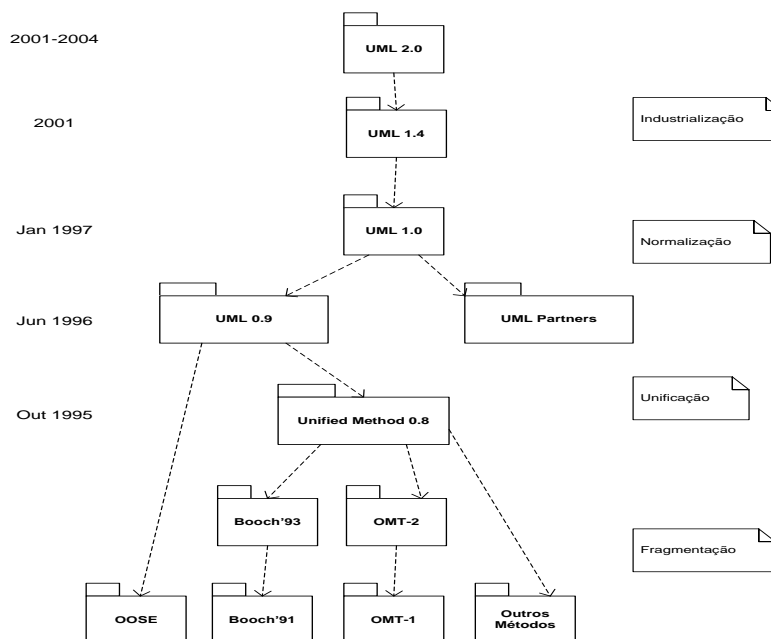 2001-2004
UML 2.0
2001
UML 1.4
Industrialização
Jan 1997
UML 1.0
Normalização
Jun 1996
UML 0.9
UML Partners
Out 1995
Unified Method 0.8
Unificação
Booch'93
OMT-2
Fragmentação
OOSE
Booch'91
OMT-1
Outros
Métodos